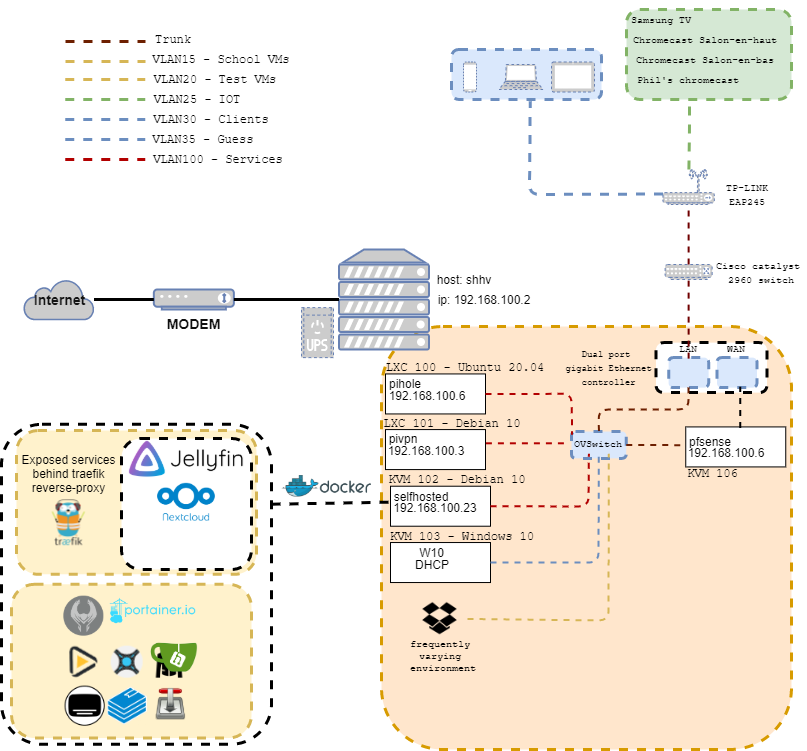 Samsung TV
Chromecast Salon-en-haut
Chromecast Salon-en-bas
Phil's chromecast
Trunk
VLAN15 - School VMs
VLAN20 - Test VMs
VLAN25 - IOT
VLAN30 - Clients
VLAN35 - Guess
VLAN100 - Services
TP-LINK
EAP245
Cisco catalyst
2960 switch
host: shhv
ip: 192.168.100.2
Internet
MODEM
UPS
LAN
WAN
Dual port
gigabit Ethernet
controller
LXC 100 - Ubuntu 20.04
pihole
192.168.100.6
LXC 101 - Debian 10
pivpn
192.168.100.3
OVSwitch
pfsense
192.168.100.6
KVM 106
KVM 102 - Debian 10
selfhosted
192.168.100.23
KVM 103 - Windows 10
W10
DHCP
frequently
varying
environment
docker
Exposed services
behind traefik
reverse-proxy
træfik
Jellyfin
Nextcloud
portainer.io